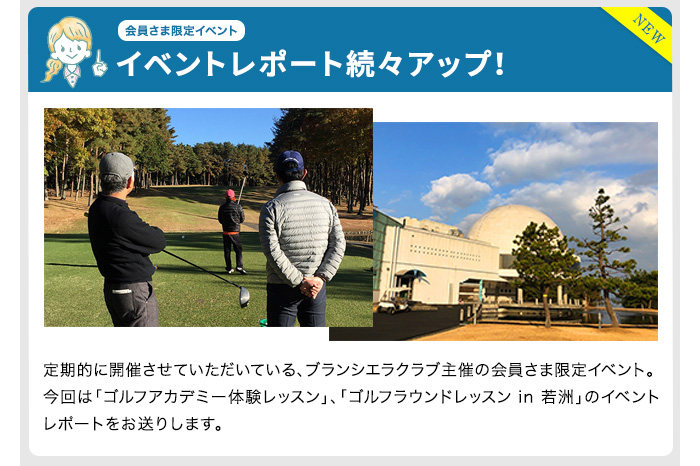 会員さま限定イベント
イベントレポート続々アップ！
NEW
定期的に開催させていただいている、ブランシエラクラブ主催の会員さま限定イベント。
今回は「ゴルフアカデミー体験レッスン」、「ゴルフラウンドレッスン in 若洲」のイベント
レポートをお送りします。